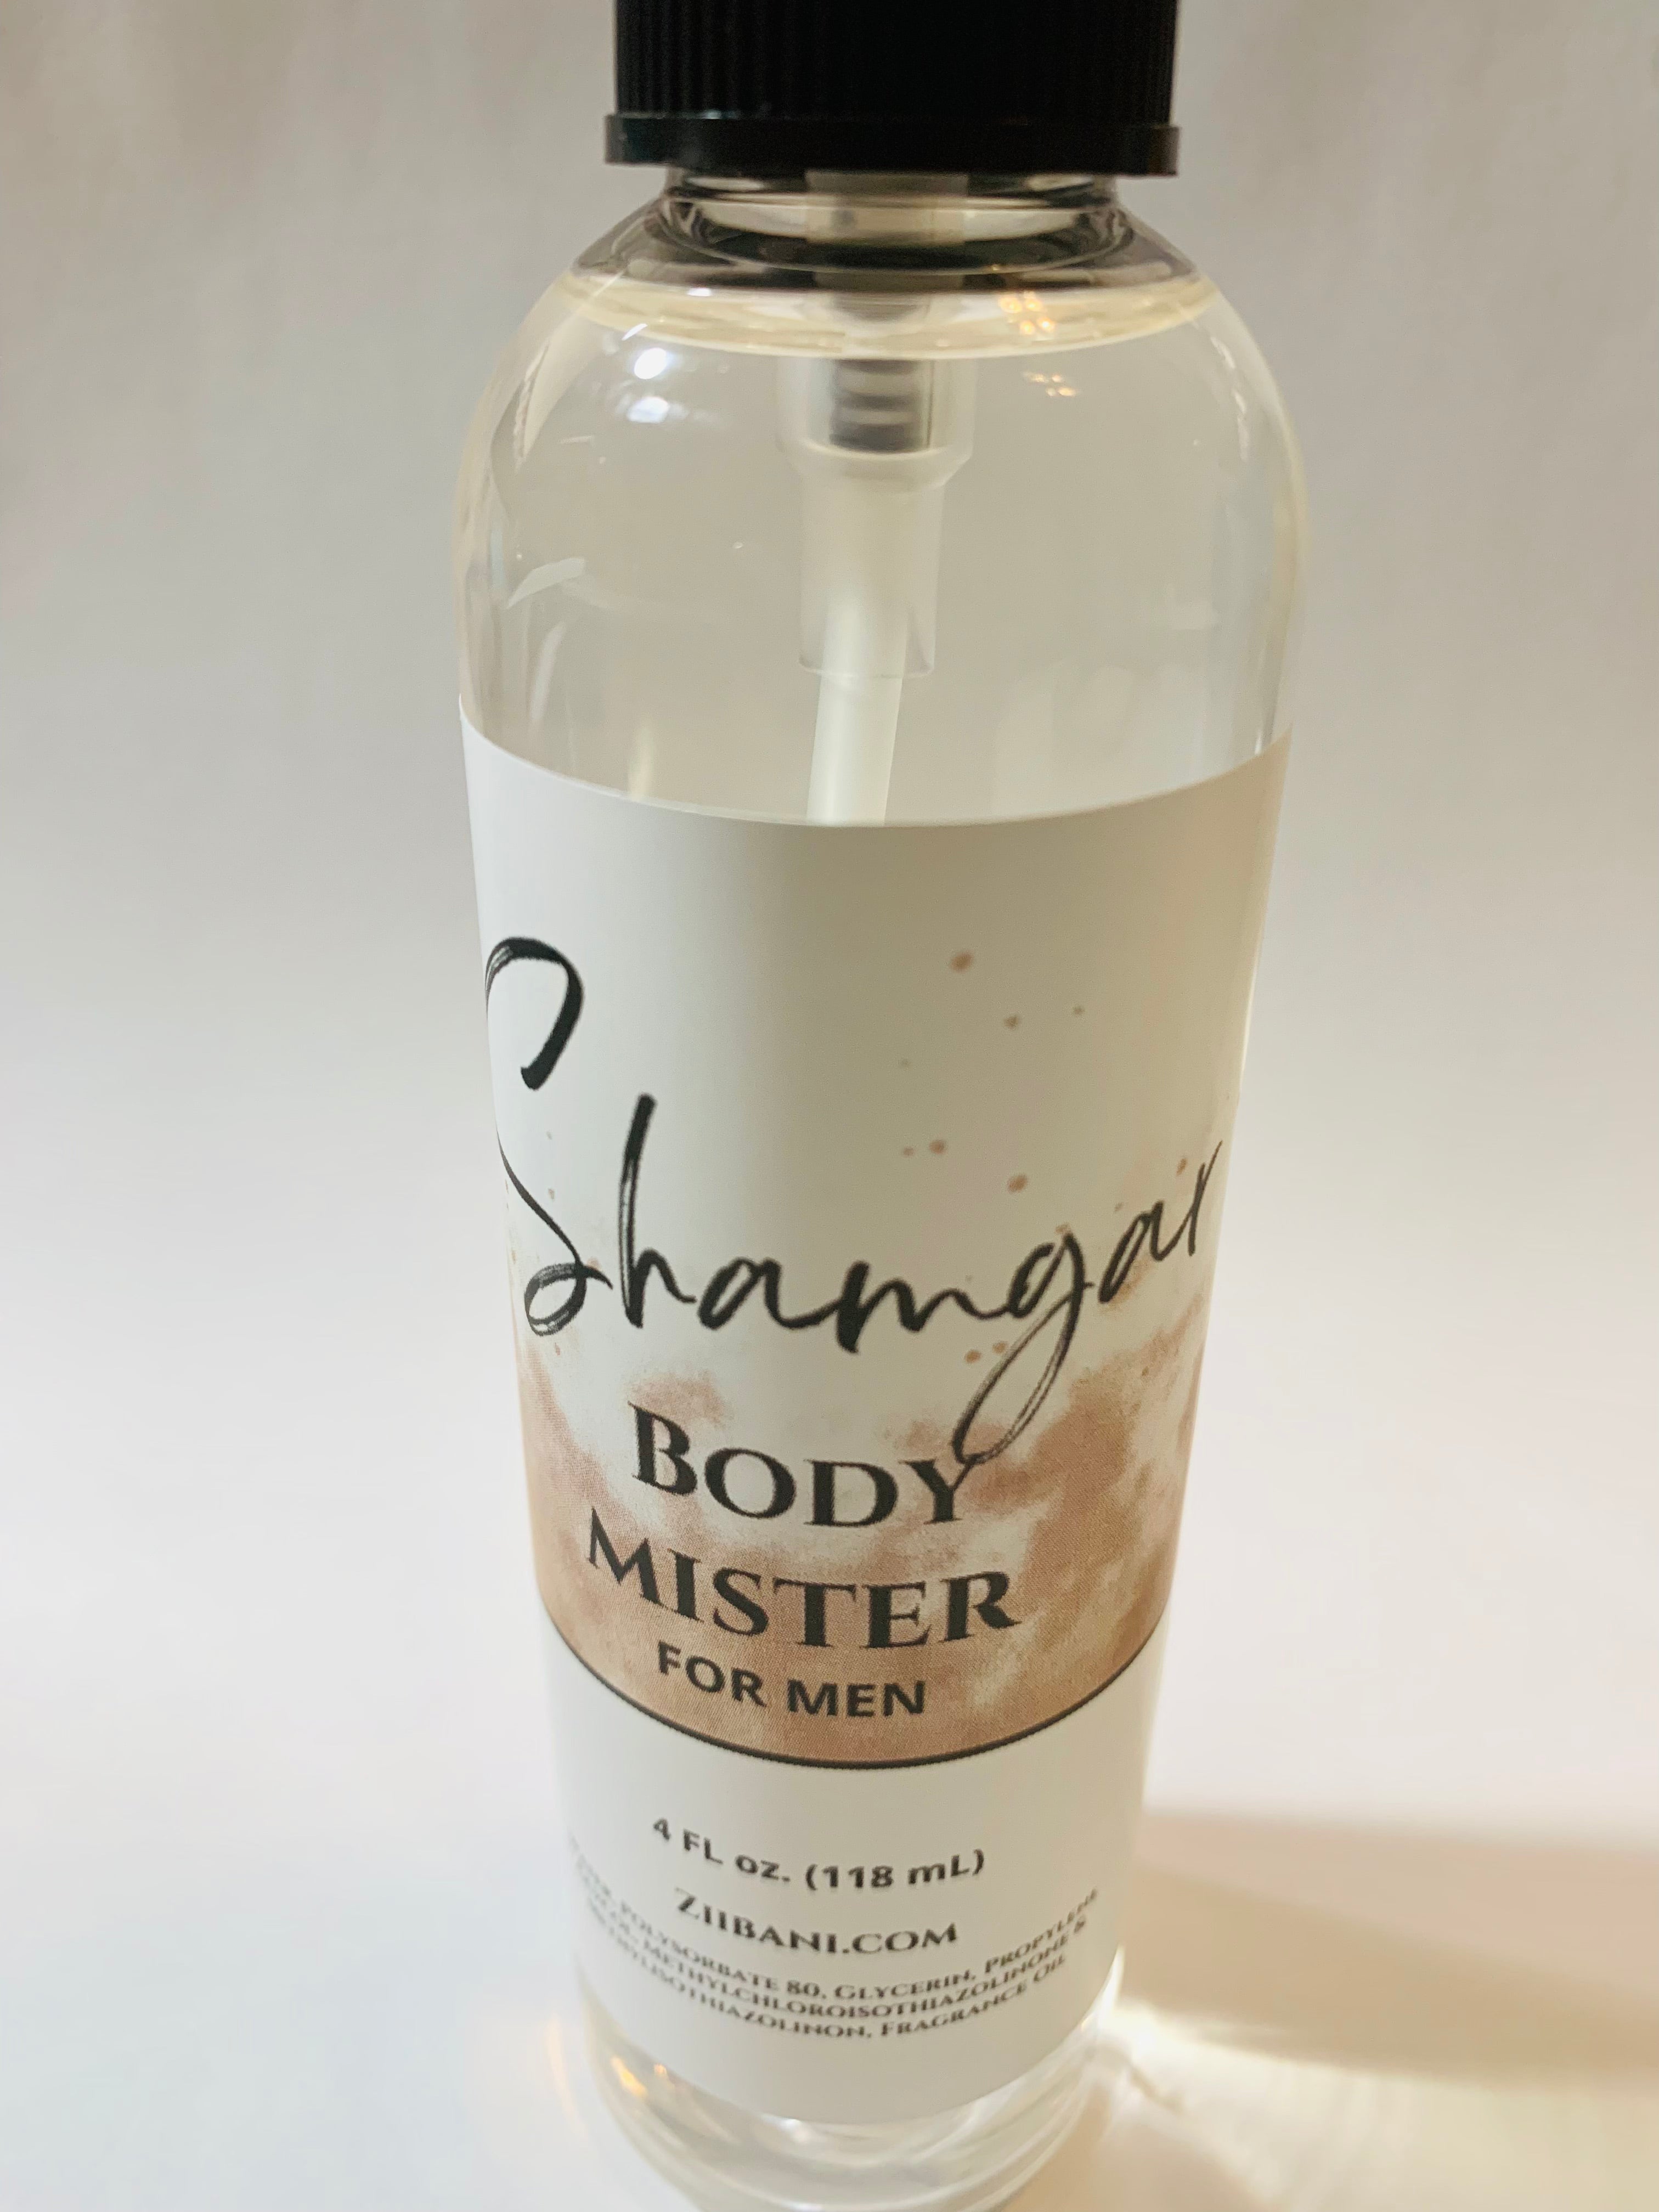 Shamgar
BODY
MISTER
FOR MEN
4 FL oz. (118 mL)
ZIIBANI.COM
POLYSORBATE 80, GLYCERIN, PROPYLENE
METHYLCHLOROISOTHIAZOLINONE &
FRAGRANCE OIL